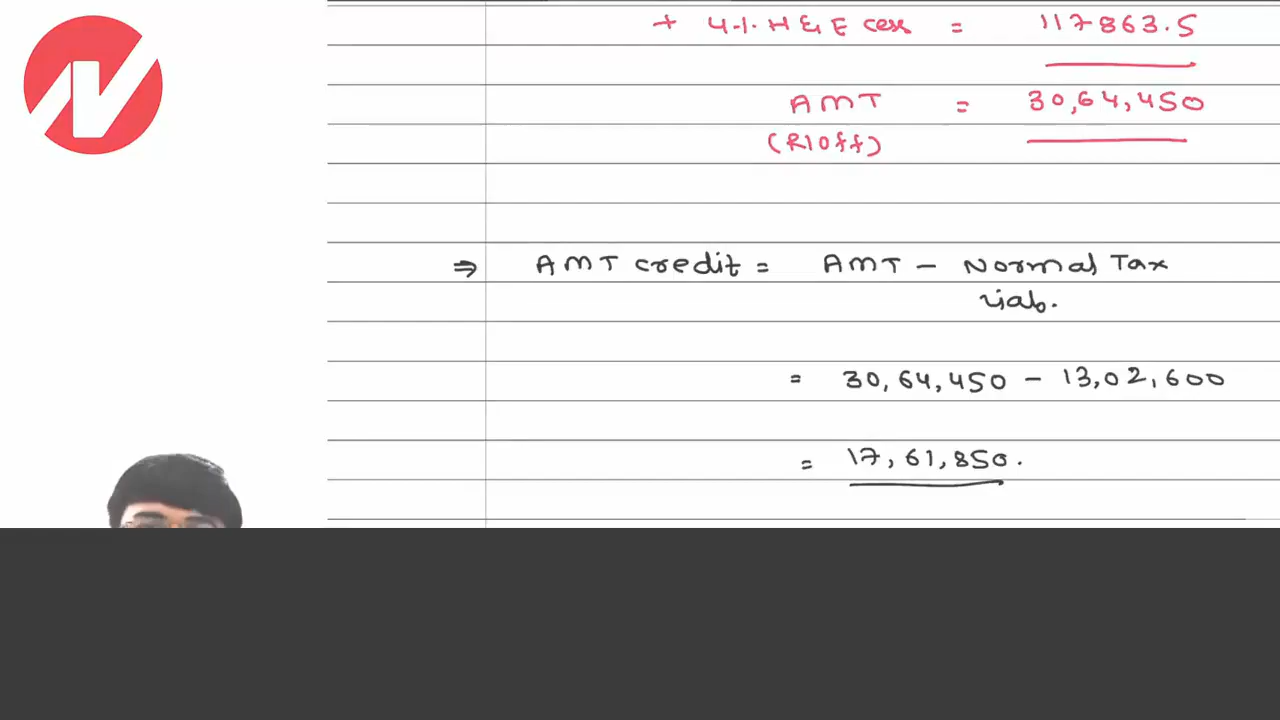 + 4.1. H & E cess = 117863.5
AMT = 30,64,450
(R/off)
⇒ AMT credit = AMT - Normal Tax
Liab.
= 30,64,450 - 13,02,600
= 17,61,850.